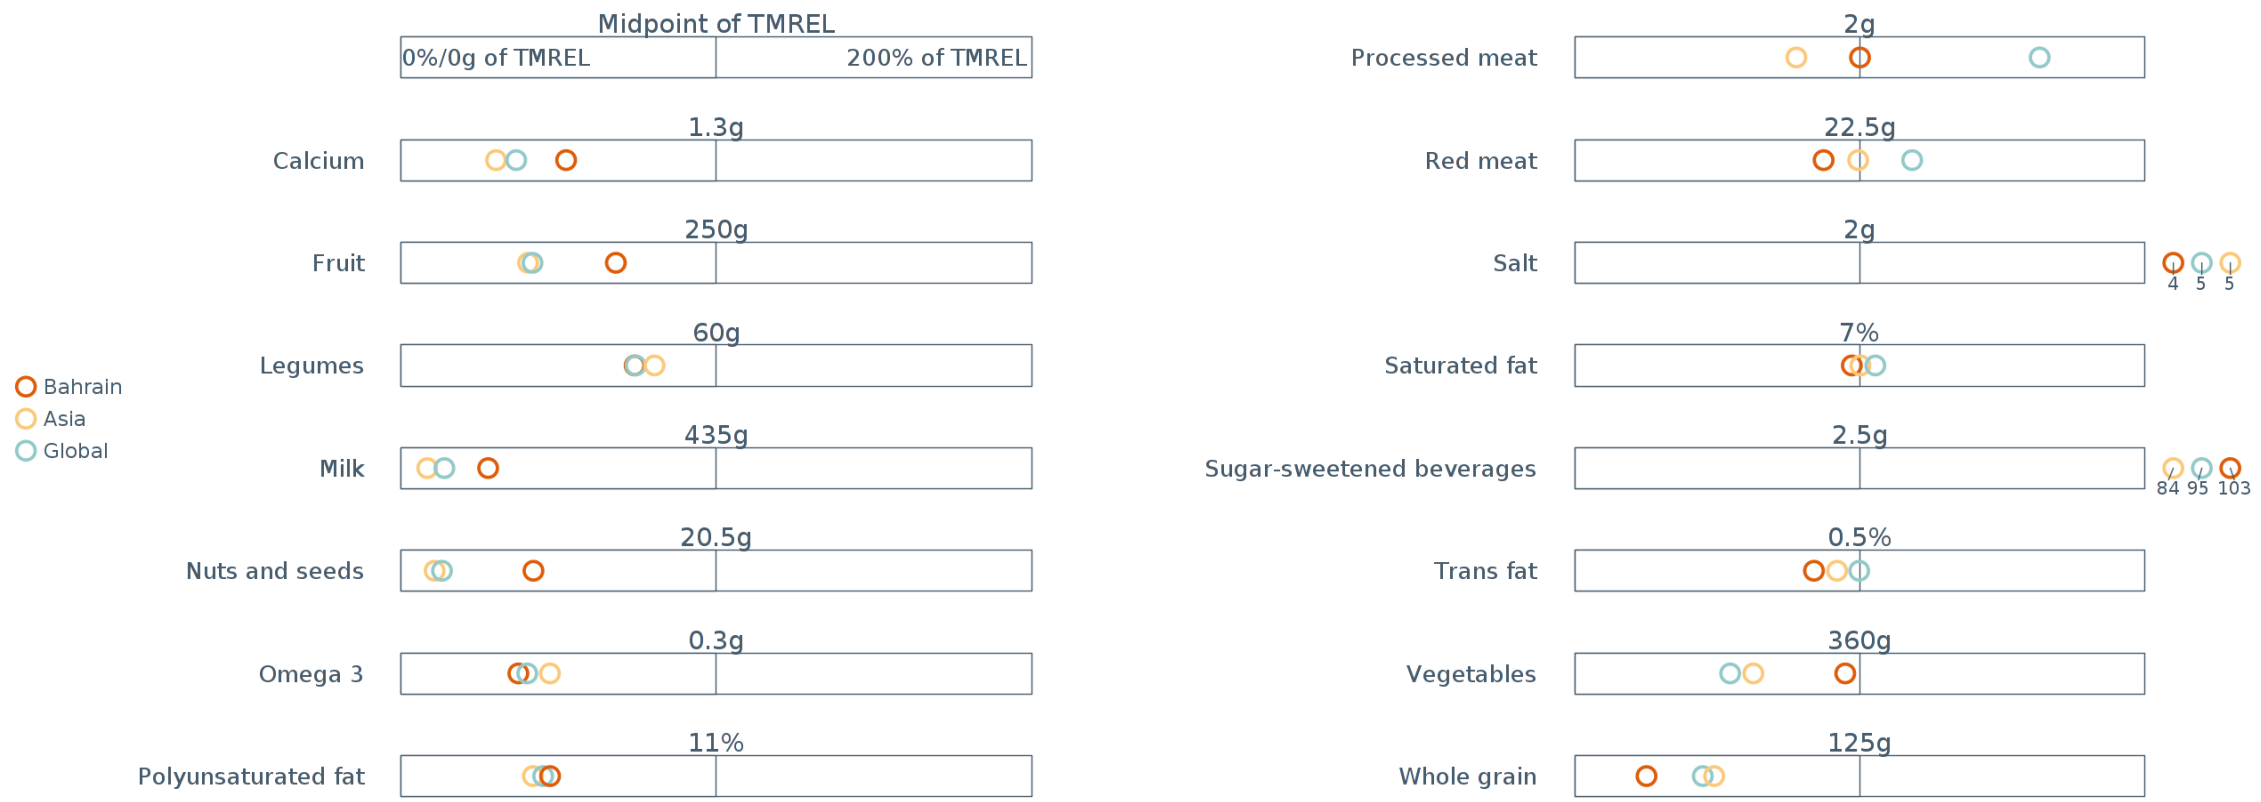 Midpoint of TMREL
0%/0g of TMREL
200% of TMREL
1.3g
Calcium
250g
Fruit
60g
Legumes
435g
Milk
20.5g
Nuts and seeds
0.3g
Omega 3
11%
Polyunsaturated fat
Bahrain
Asia
Global
2g
Processed meat
22.5g
Red meat
2g
Salt
4 5 5
7%
Saturated fat
2.5g
Sugar-sweetened beverages
84 95 103
0.5%
Trans fat
360g
Vegetables
125g
Whole grain